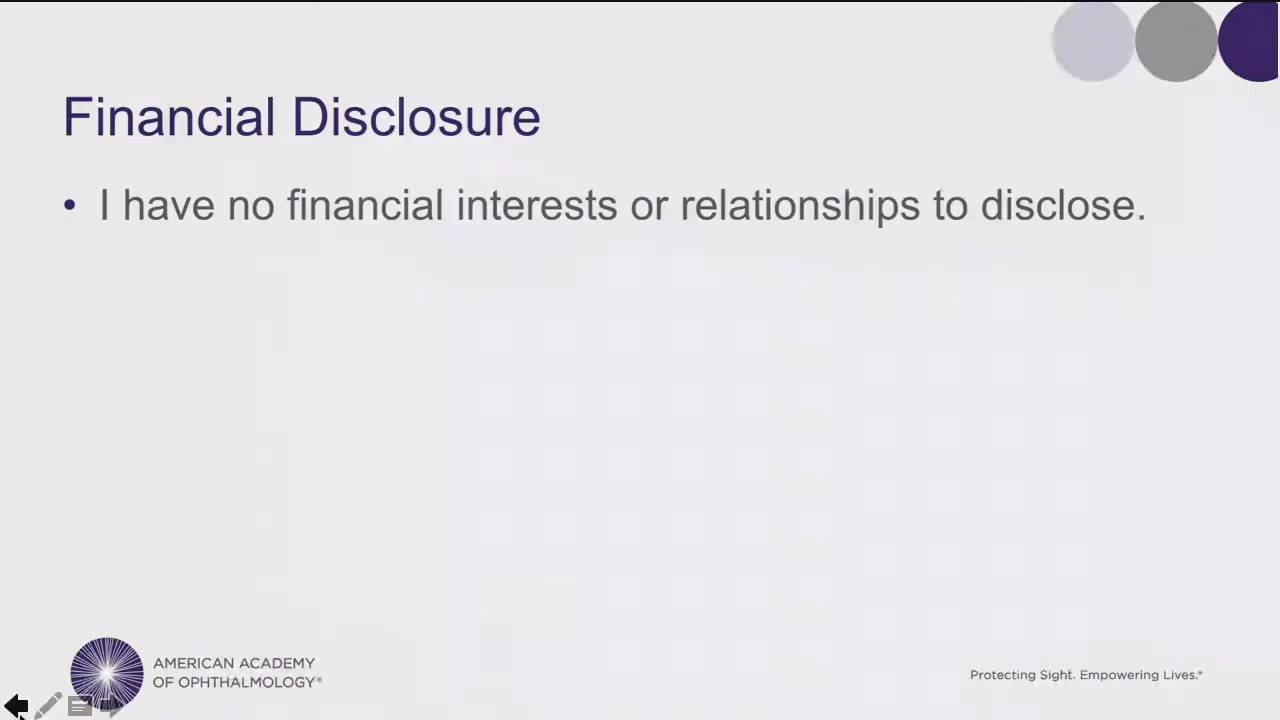 Financial Disclosure
• I have no financial interests or relationships to disclose.
AMERICAN ACADEMY
OF OPHTHALMOLOGY®
Protecting Sight. Empowering Lives.®